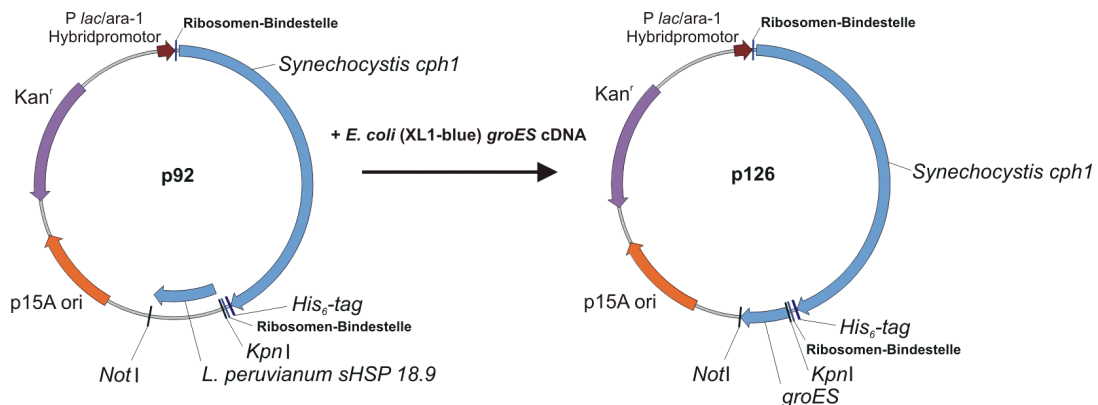 P lac/ara-1
Hybridpromotor
Ribosomen-Bindestelle
Synechocystis cph1
Kanʳ
p92
p15A ori
His₆-tag
Ribosomen-Bindestelle
KpnI
NotI
L. peruvianum sHSP 18.9
+ E. coli (XL1-blue) groES cDNA
P lac/ara-1
Hybridpromotor
Ribosomen-Bindestelle
Kanʳ
p126
Synechocystis cph1
p15A ori
His₆-tag
Ribosomen-Bindestelle
NotI
KpnI
groES